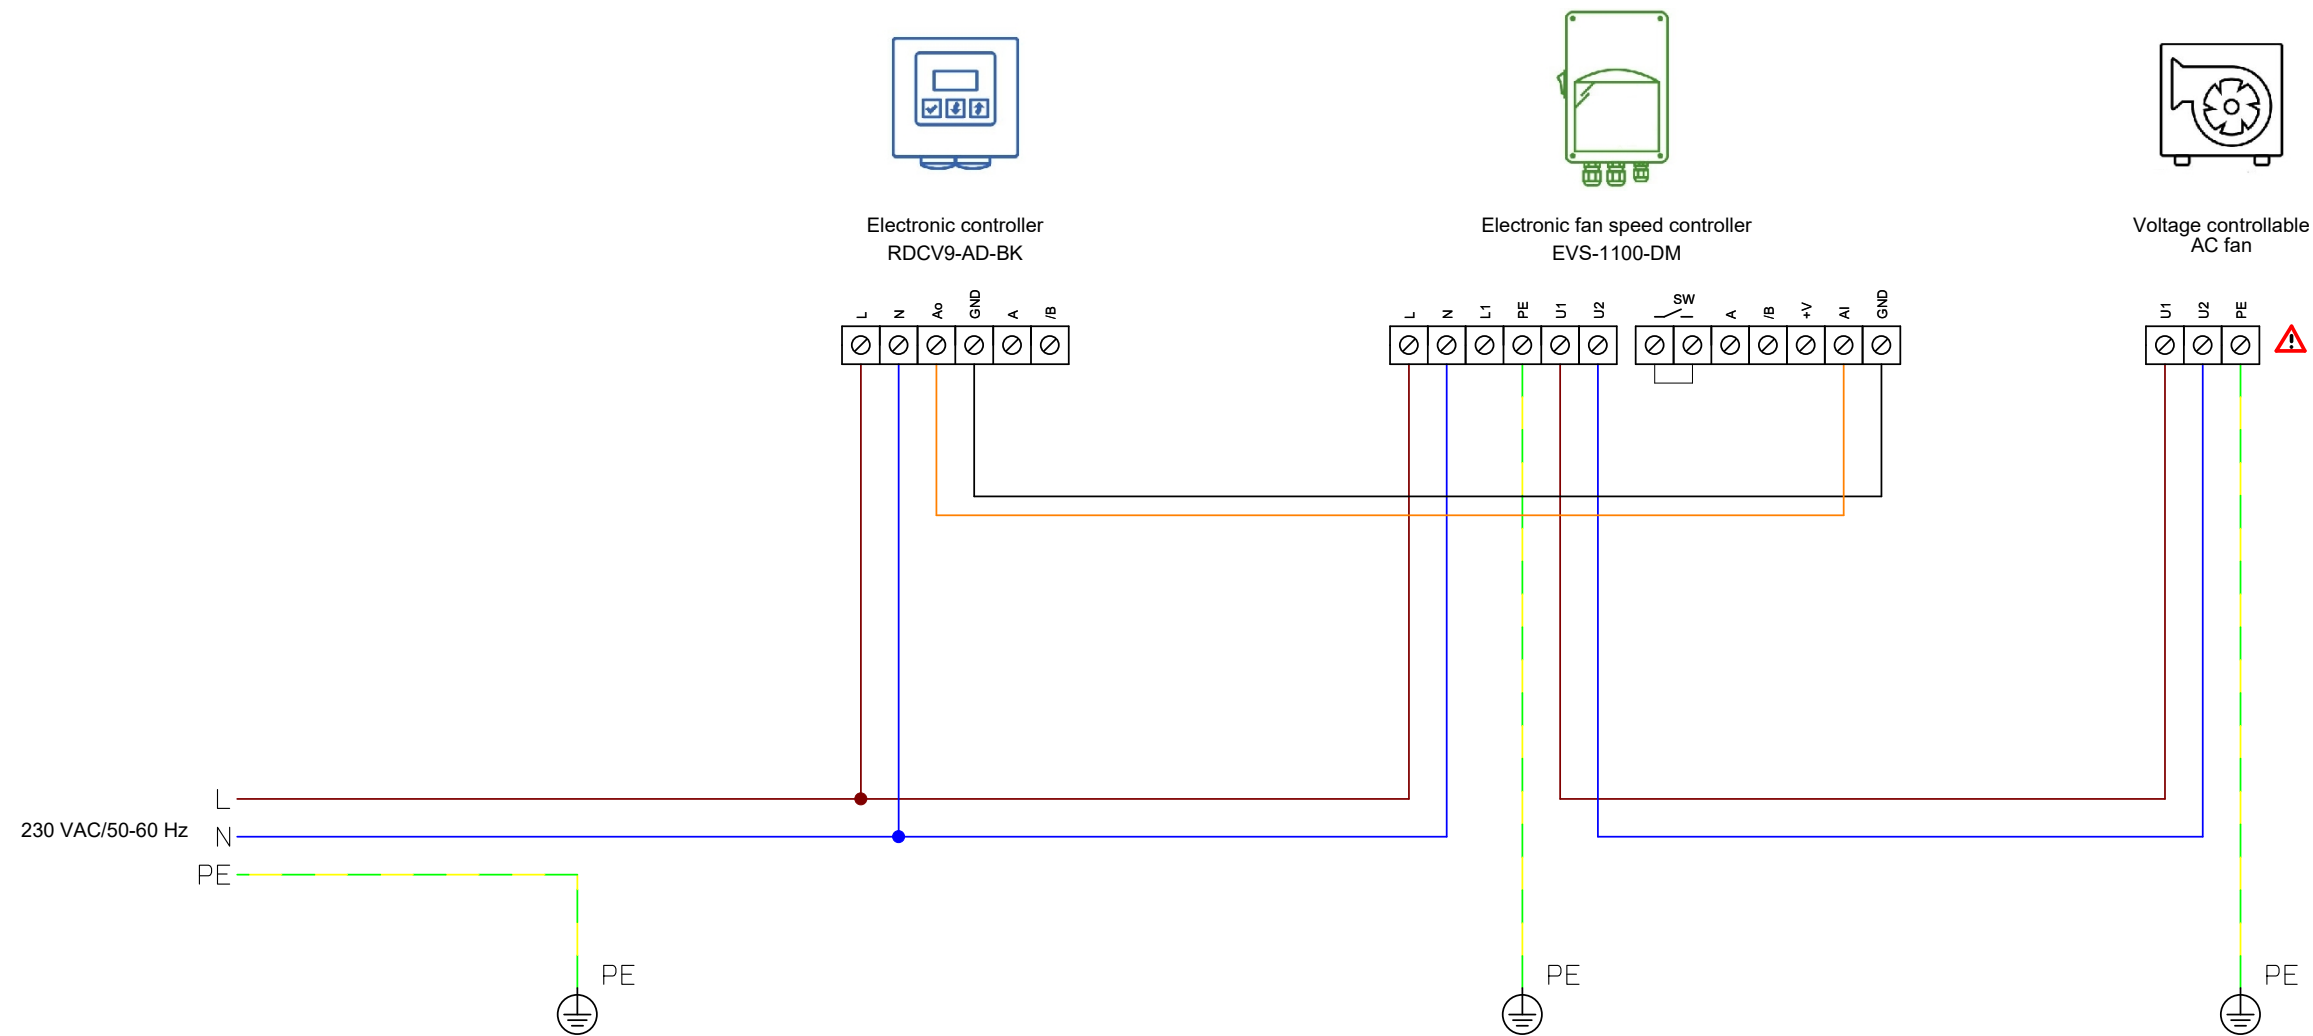 Electronic controller
RDCV9-AD-BK
Electronic fan speed controller
EVS-1100-DM
Voltage controllable
AC fan
L
N
Ao
GND
A
/B
L
N
L1
PE
U1
U2
SW
A
/B
+V
AI
GND
U1
U2
PE
L
230 VAC/50-60 Hz
N
PE
PE
PE
PE